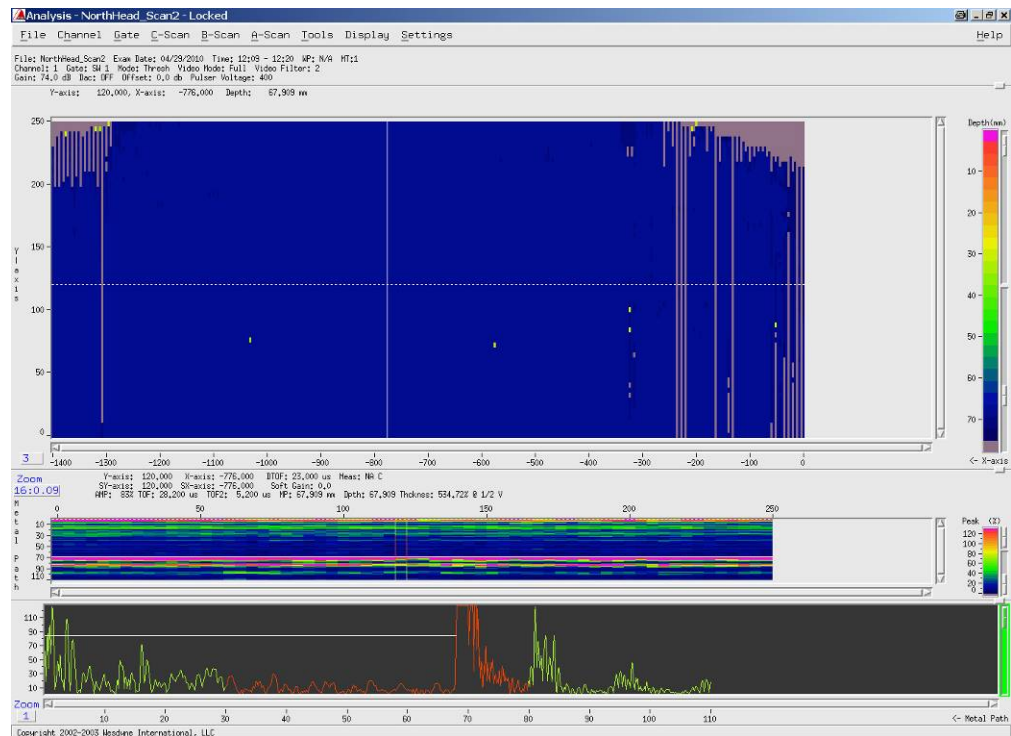 Analysis - NorthHead_Scan2 - Locked
File Channel Gate C-Scan B-Scan A-Scan Tools Display Settings Help
File: NorthHead_Scan2 Exam Date: 04/29/2010 Time: 12:09 - 12:20 WP: N/A MT:1
Channel: 1 Gate: SW 1 Mode: Thresh Video Mode: Full Video Filter: 2
Gain: 74.0 dB Dac: OFF Offset: 0.0 db Pulser Voltage: 400
Y-axis: 120.000, X-axis: -776.000 Depth: 67.909 mm
Depth(mm)
250
200
150
100
50
0
Y-axis
10
20
30
40
50
60
70
3
-1400 -1300 -1200 -1100 -1000 -900 -800 -700 -600 -500 -400 -300 -200 -100 0
<- X-axis
Zoom
16:0.09
Y-axis: 120.000 X-axis: -776.000 DTOF: 23.000 us Meas: NA C
SY-axis: 120.000 SX-axis: -776.000 Soft Gain: 0.0
AMP: 83% TOF: 28.200 us TOF2: 5.200 us MP: 67.909 mm Dpth: 67.909 Thcknes: 534.72% @ 1/2 V
0 50 100 150 200 250
Metal Path
10
30
50
70
90
110
Peak (%)
120
100
80
60
40
20
0
110
90
70
50
30
10
Zoom
1
10 20 30 40 50 60 70 80 90 100 110
<- Metal Path
Copyright 2002-2003 Wesdyne International, LLC